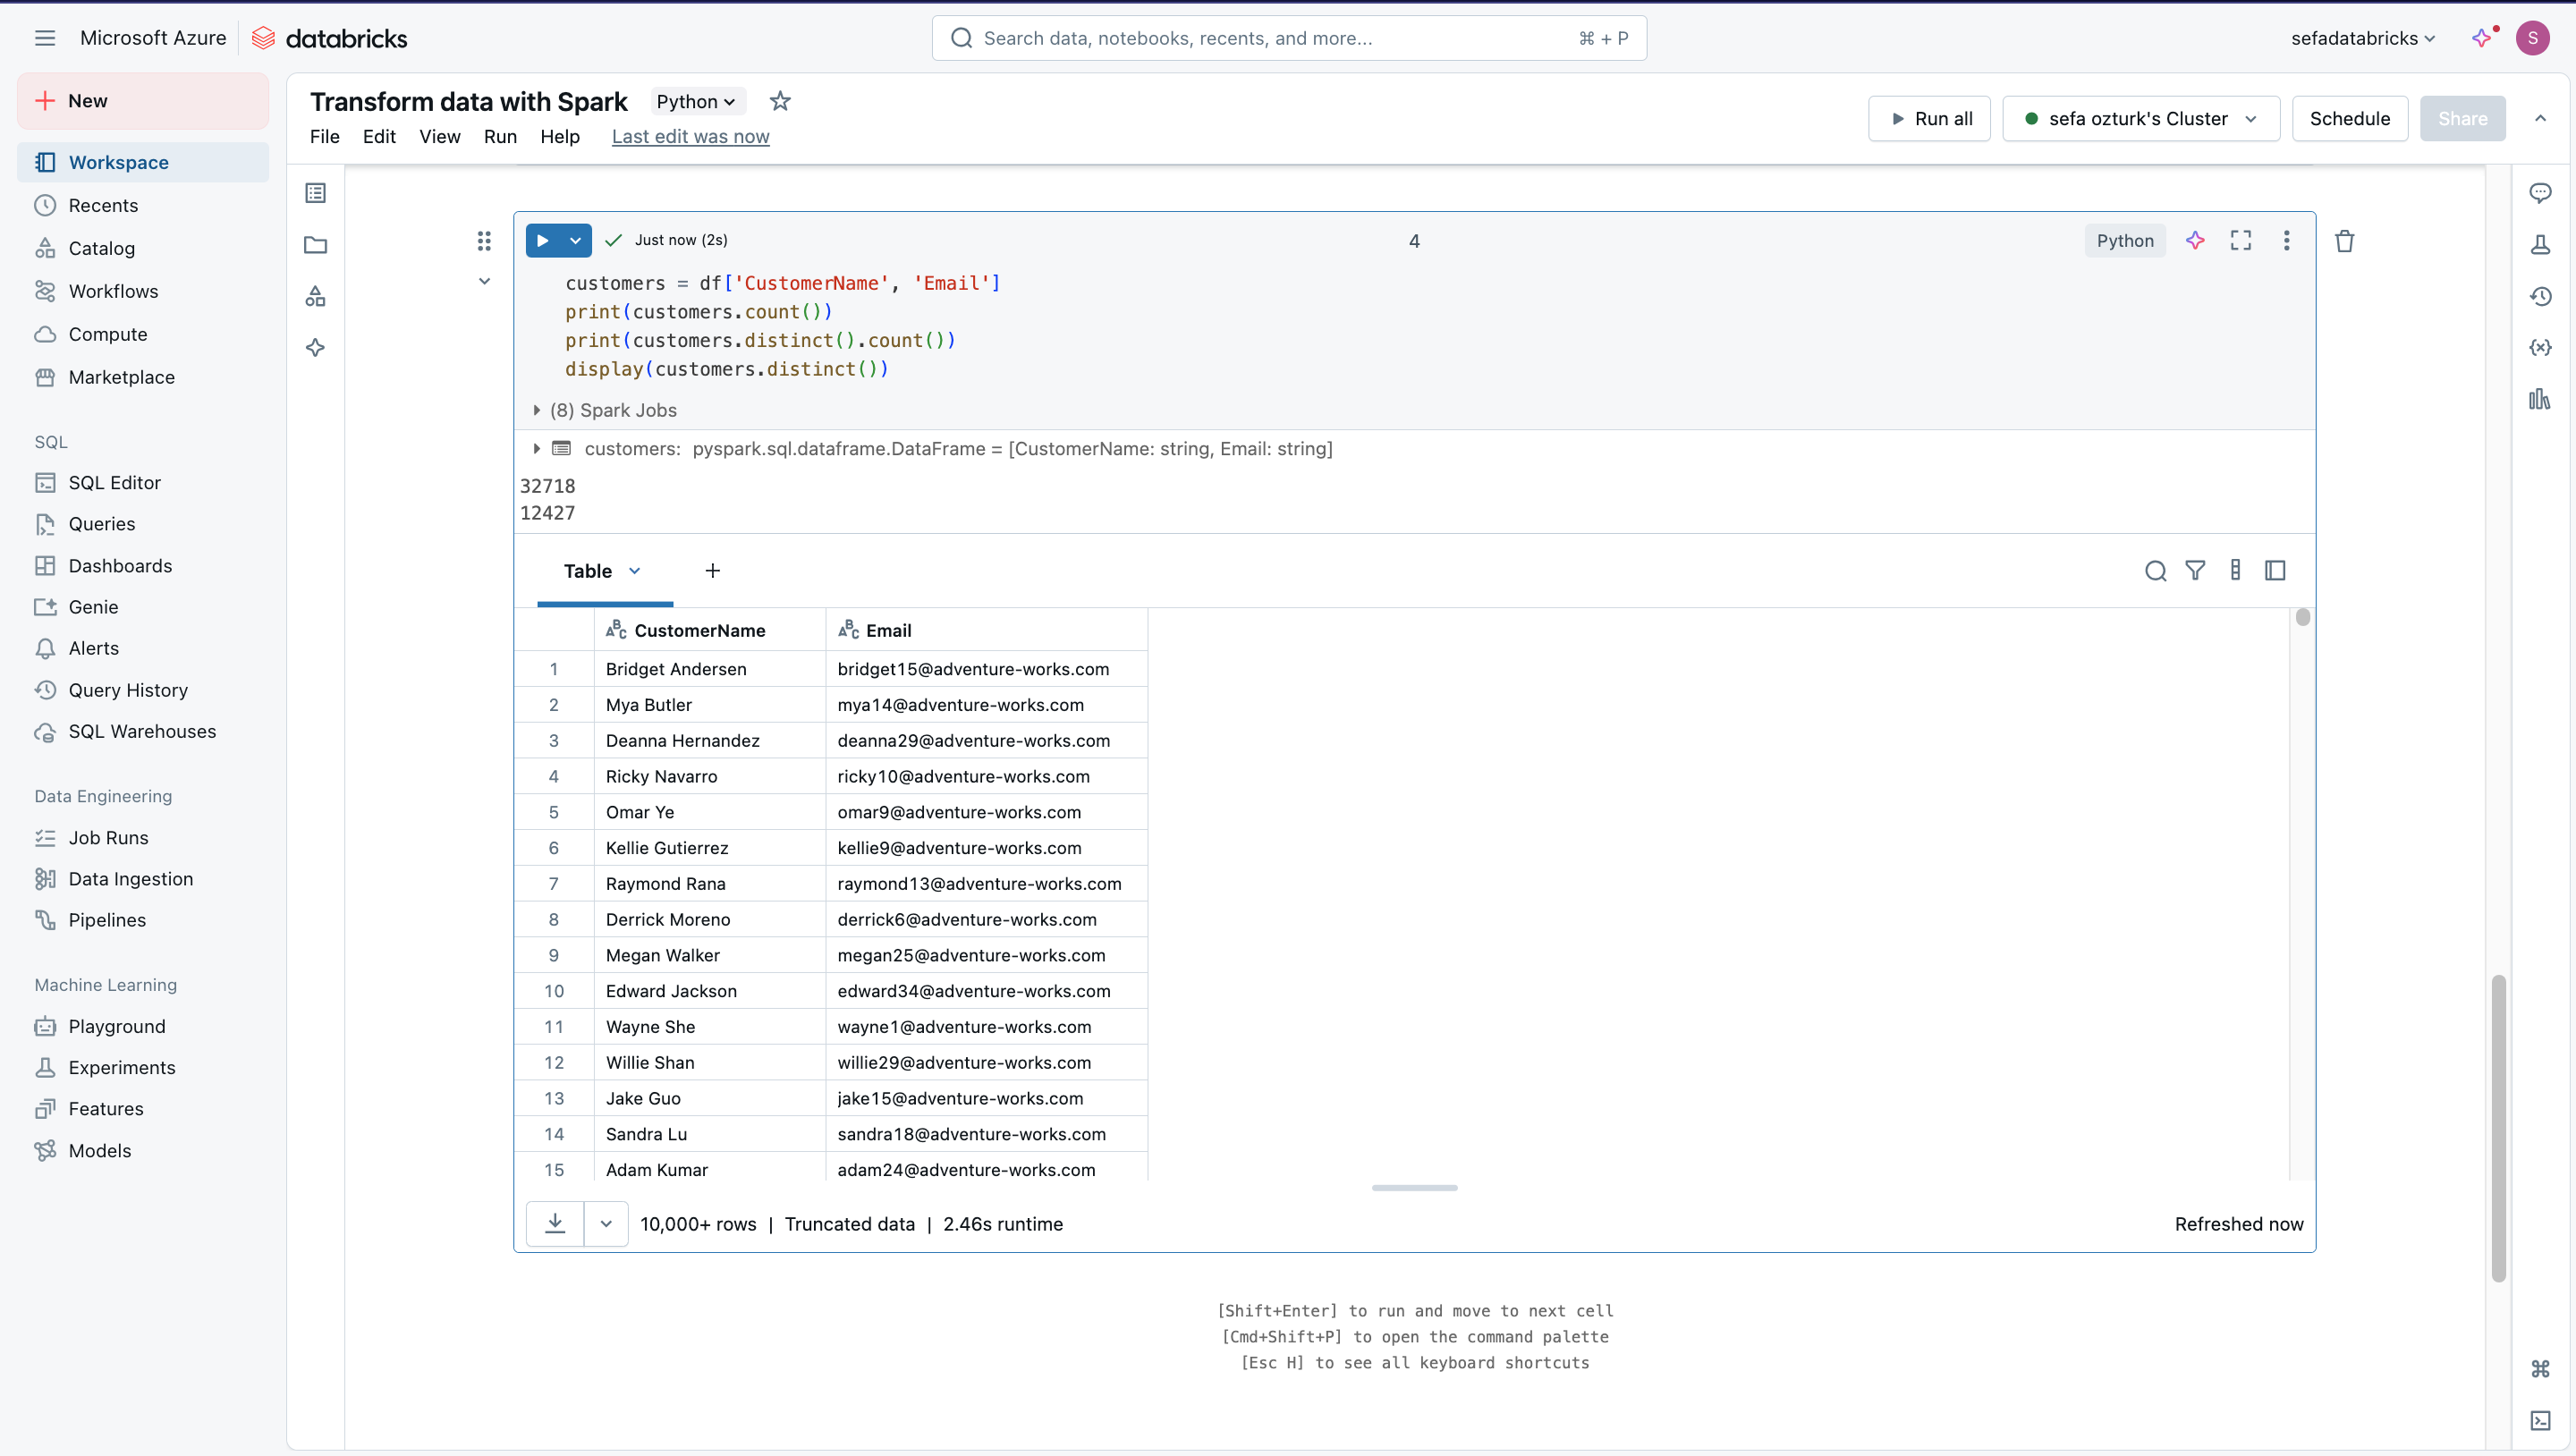 Microsoft Azure
databricks
Search data, notebooks, recents, and more...
⌘ + P
sefadatabricks
S
New
Workspace
Recents
Catalog
Workflows
Compute
Marketplace
SQL
SQL Editor
Queries
Dashboards
Genie
Alerts
Query History
SQL Warehouses
Data Engineering
Job Runs
Data Ingestion
Pipelines
Machine Learning
Playground
Experiments
Features
Models
Transform data with Spark
Python
File Edit View Run Help Last edit was now
Run all
sefa ozturk's Cluster
Schedule
Share
Just now (2s)
4
Python
customers = df['CustomerName', 'Email']
print(customers.count())
print(customers.distinct().count())
display(customers.distinct())
(8) Spark Jobs
customers: pyspark.sql.dataframe.DataFrame = [CustomerName: string, Email: string]
32718
12427
Table
CustomerName Email
1 Bridget Andersen bridget15@adventure-works.com
2 Mya Butler mya14@adventure-works.com
3 Deanna Hernandez deanna29@adventure-works.com
4 Ricky Navarro ricky10@adventure-works.com
5 Omar Ye omar9@adventure-works.com
6 Kellie Gutierrez kellie9@adventure-works.com
7 Raymond Rana raymond13@adventure-works.com
8 Derrick Moreno derrick6@adventure-works.com
9 Megan Walker megan25@adventure-works.com
10 Edward Jackson edward34@adventure-works.com
11 Wayne She wayne1@adventure-works.com
12 Willie Shan willie29@adventure-works.com
13 Jake Guo jake15@adventure-works.com
14 Sandra Lu sandra18@adventure-works.com
15 Adam Kumar adam24@adventure-works.com
10,000+ rows | Truncated data | 2.46s runtime
Refreshed now
[Shift+Enter] to run and move to next cell
[Cmd+Shift+P] to open the command palette
[Esc H] to see all keyboard shortcuts